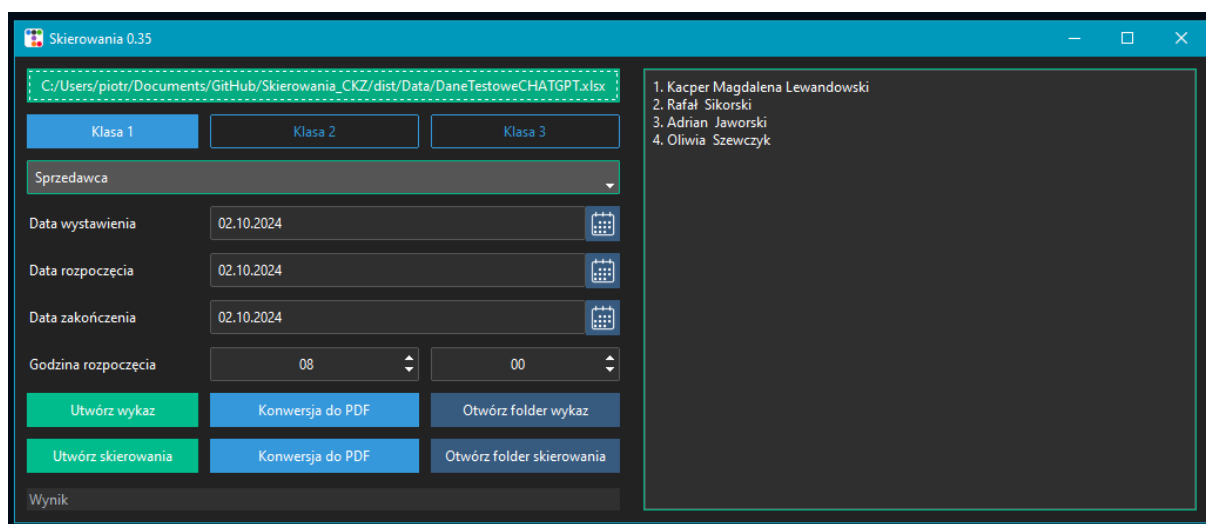 Skierowania 0.35
C:/Users/piotr/Documents/GitHub/Skierowania_CKZ/dist/Data/DaneTestoweCHATGPT.xlsx
Klasa 1 Klasa 2 Klasa 3
Sprzedawca
Data wystawienia 02.10.2024
Data rozpoczęcia 02.10.2024
Data zakończenia 02.10.2024
Godzina rozpoczęcia 08 00
Utwórz wykaz Konwersja do PDF Otwórz folder wykaz
Utwórz skierowania Konwersja do PDF Otwórz folder skierowania
Wynik
1. Kacper Magdalena Lewandowski
2. Rafał  Sikorski
3. Adrian  Jaworski
4. Oliwia  Szewczyk